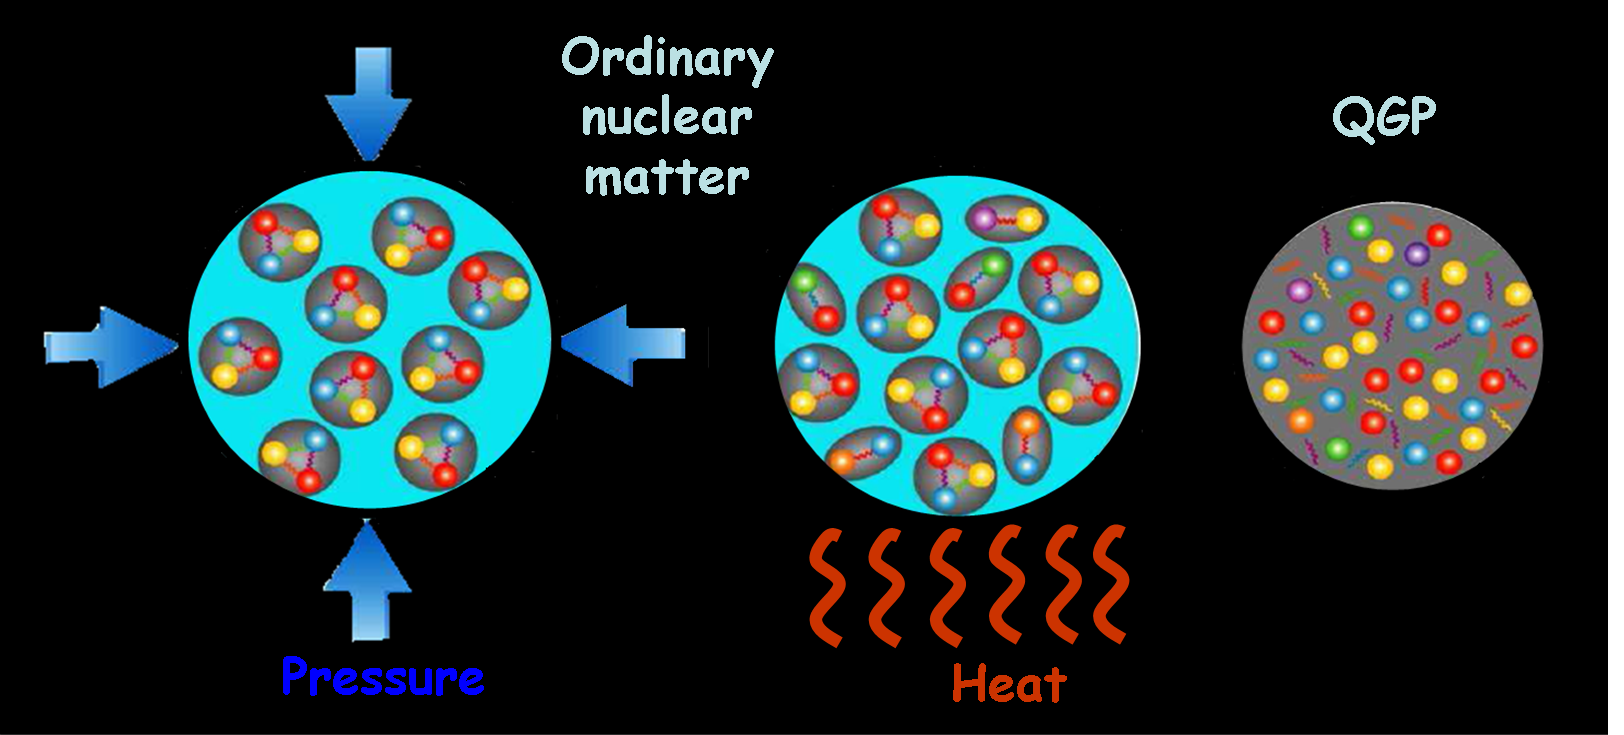 Ordinary
nuclear
matter
QGP
Pressure
Heat